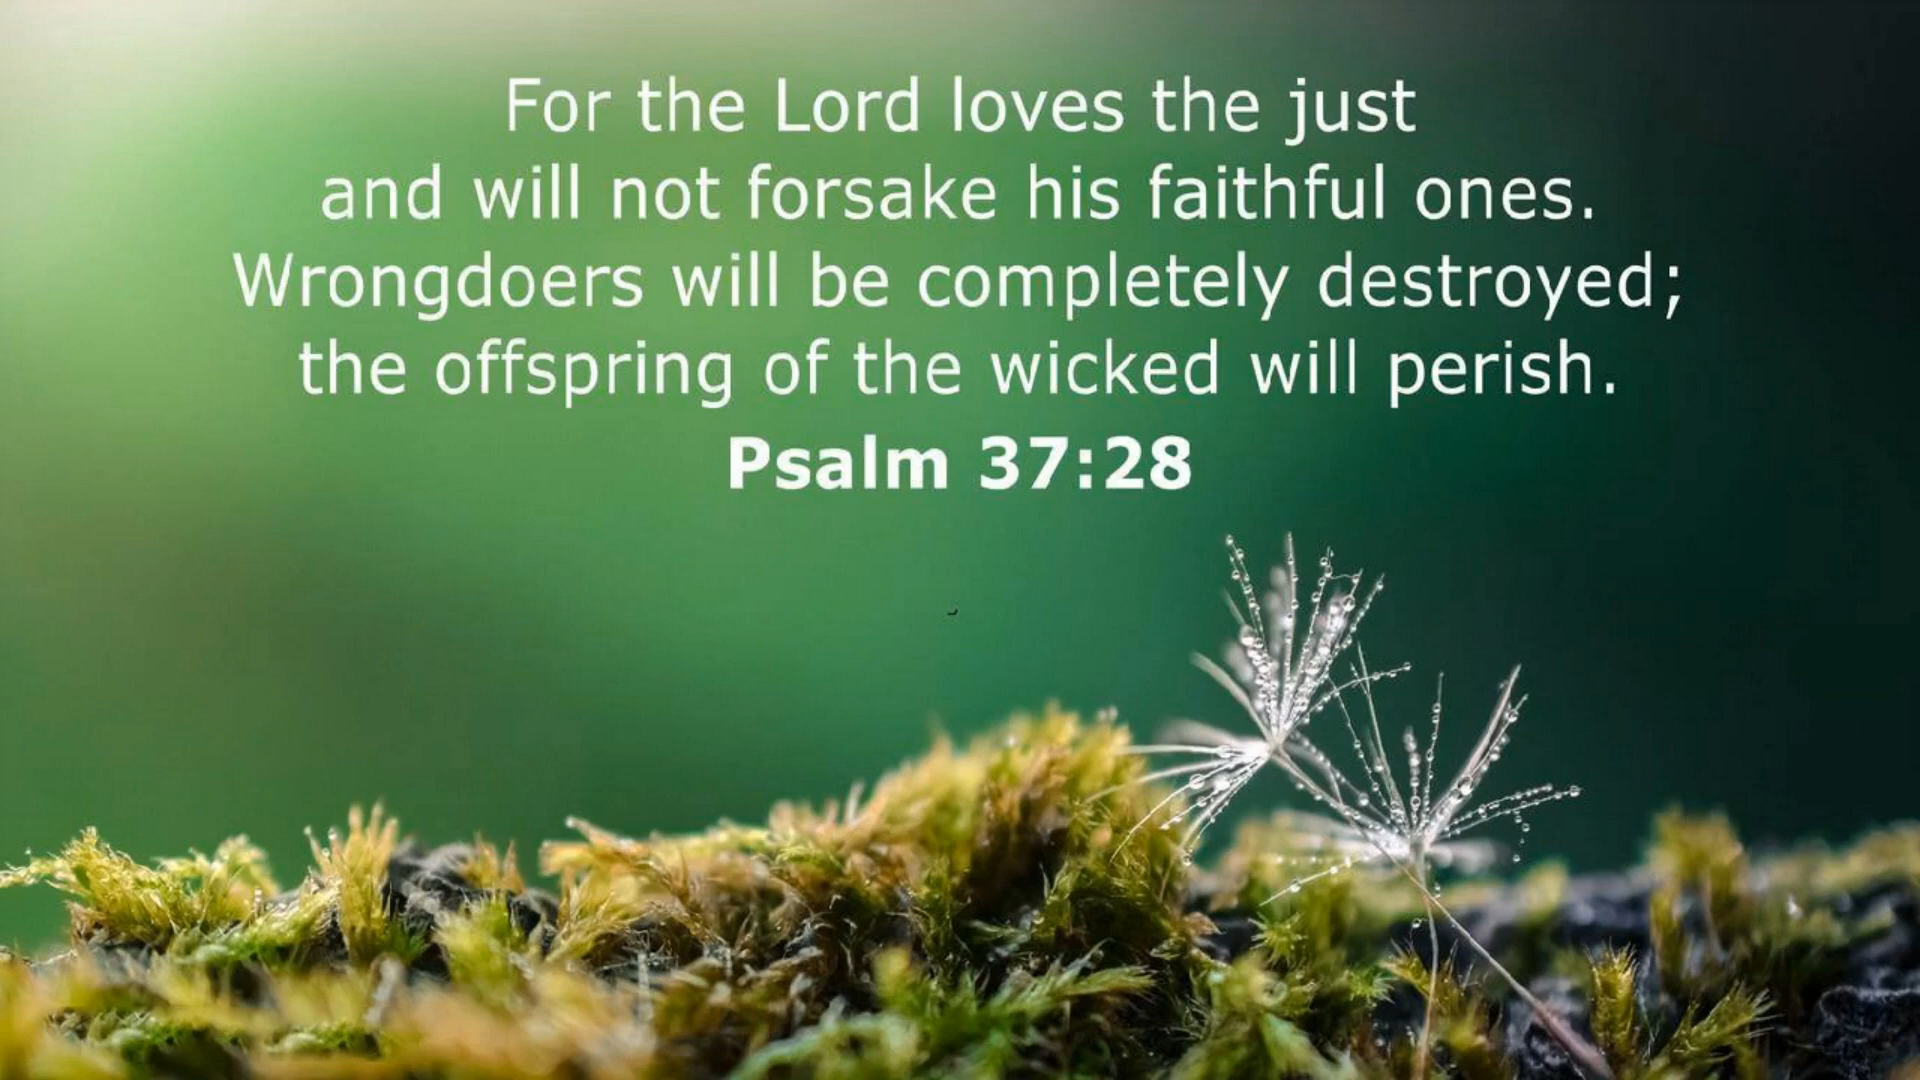 For the Lord loves the just
and will not forsake his faithful ones.
Wrongdoers will be completely destroyed;
the offspring of the wicked will perish.
Psalm 37:28